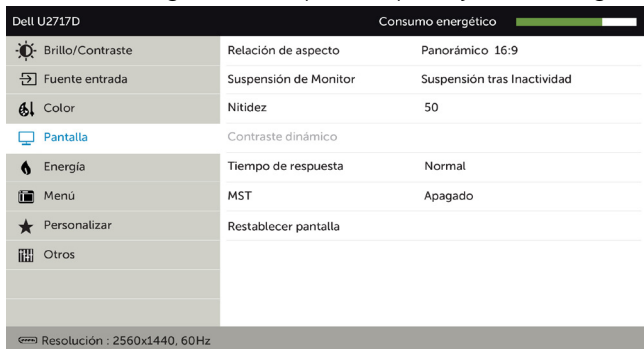 Dell U2717D Consumo energético
Brillo/Contraste Relación de aspecto Panorámico 16:9
Fuente entrada Suspensión de Monitor Suspensión tras Inactividad
Color Nitidez 50
Pantalla Contraste dinámico
Energía Tiempo de respuesta Normal
Menú MST Apagado
Personalizar Restablecer pantalla
Otros
Resolución : 2560x1440, 60Hz